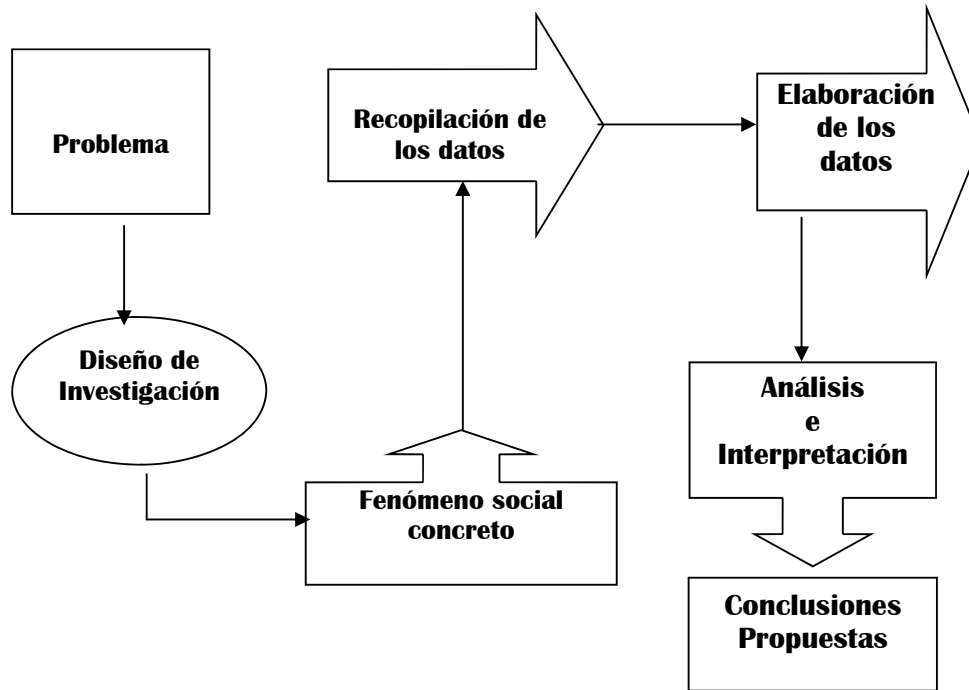 Problema
Diseño de
Investigación
Fenómeno social
concreto
Recopilación de
los datos
Elaboración
de los
datos
Análisis
e
Interpretación
Conclusiones
Propuestas